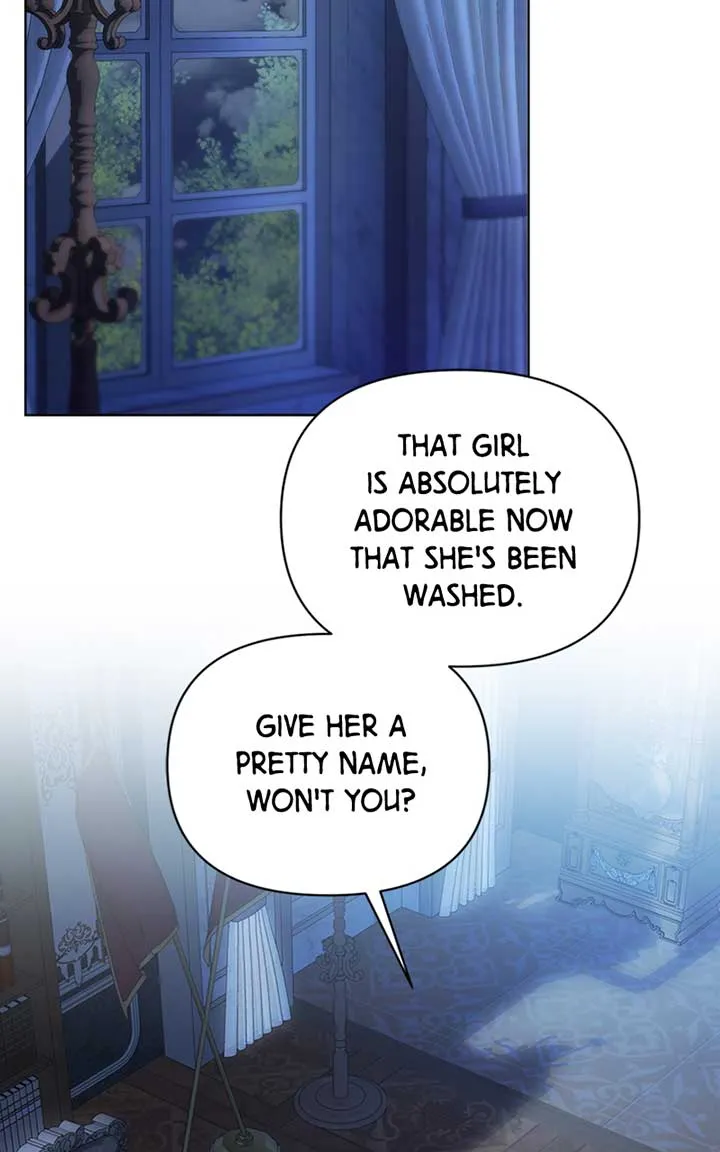 THAT GIRL
IS ABSOLUTELY
ADORABLE NOW
THAT SHE'S BEEN
WASHED.
GIVE HER A
PRETTY NAME,
WON'T YOU?